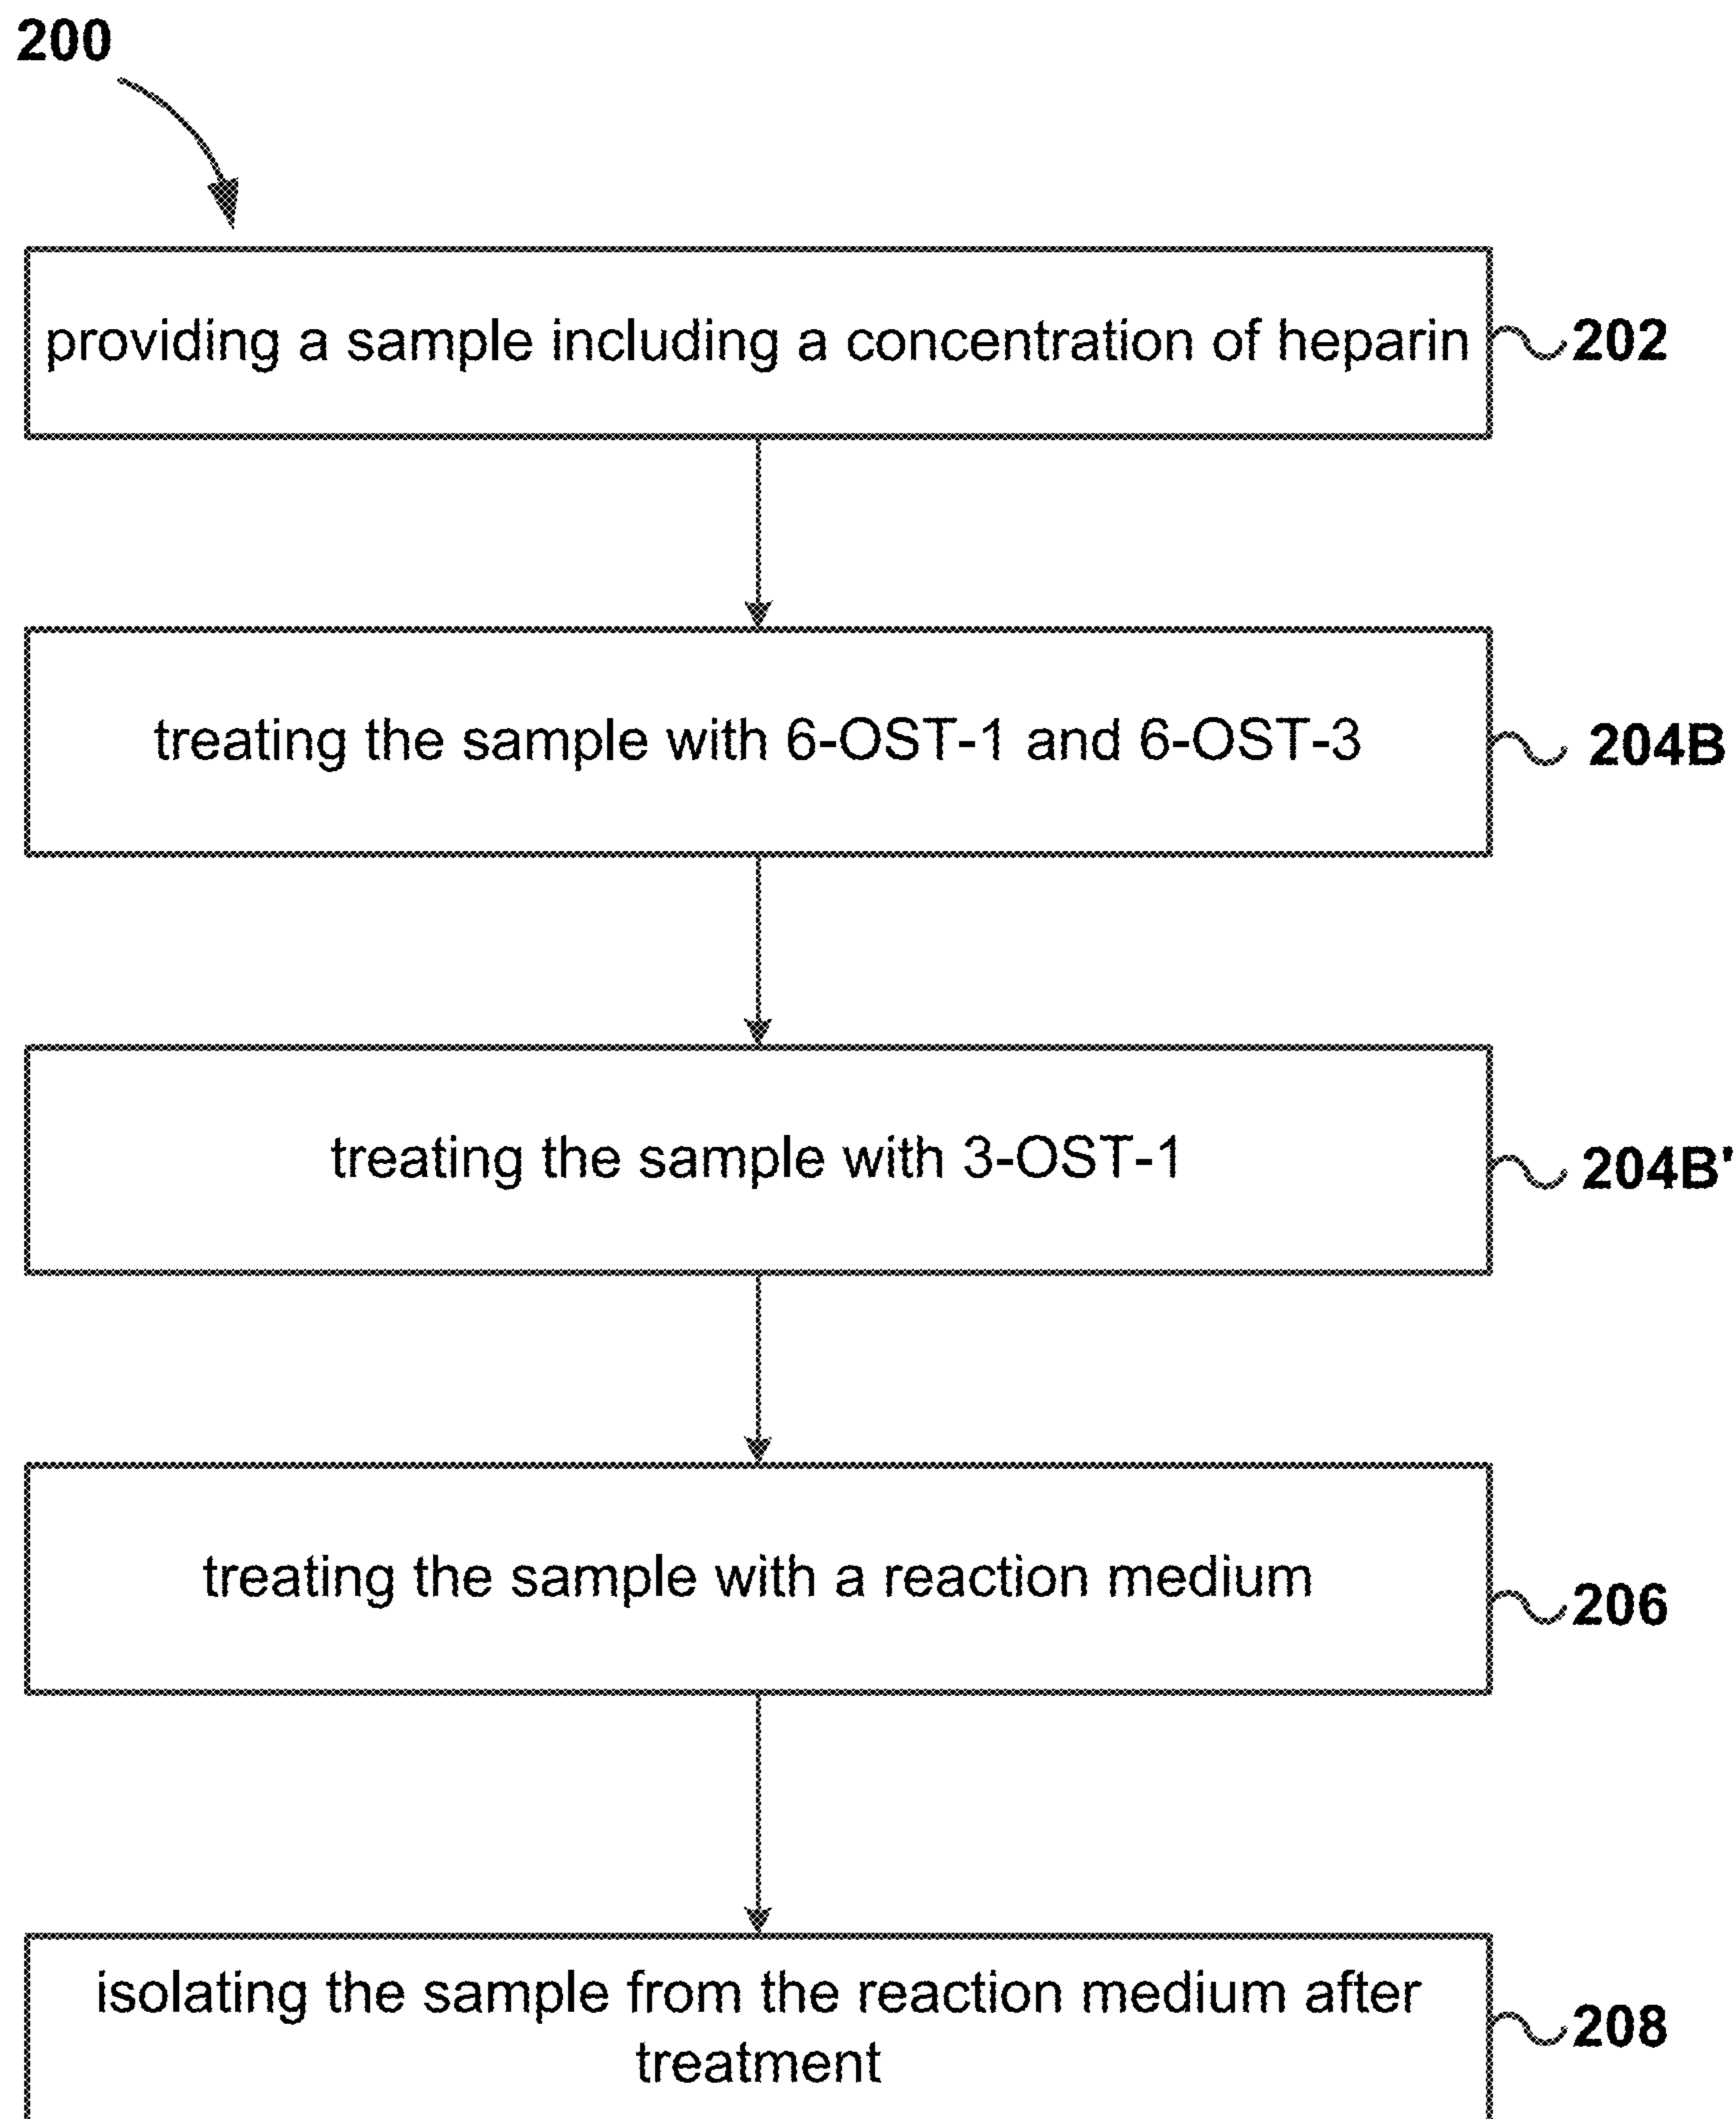 200
providing a sample including a concentration of heparin
202
treating the sample with 6-OST-1 and 6-OST-3
204B
treating the sample with 3-OST-1
204B'
treating the sample with a reaction medium
206
isolating the sample from the reaction medium after
treatment
208